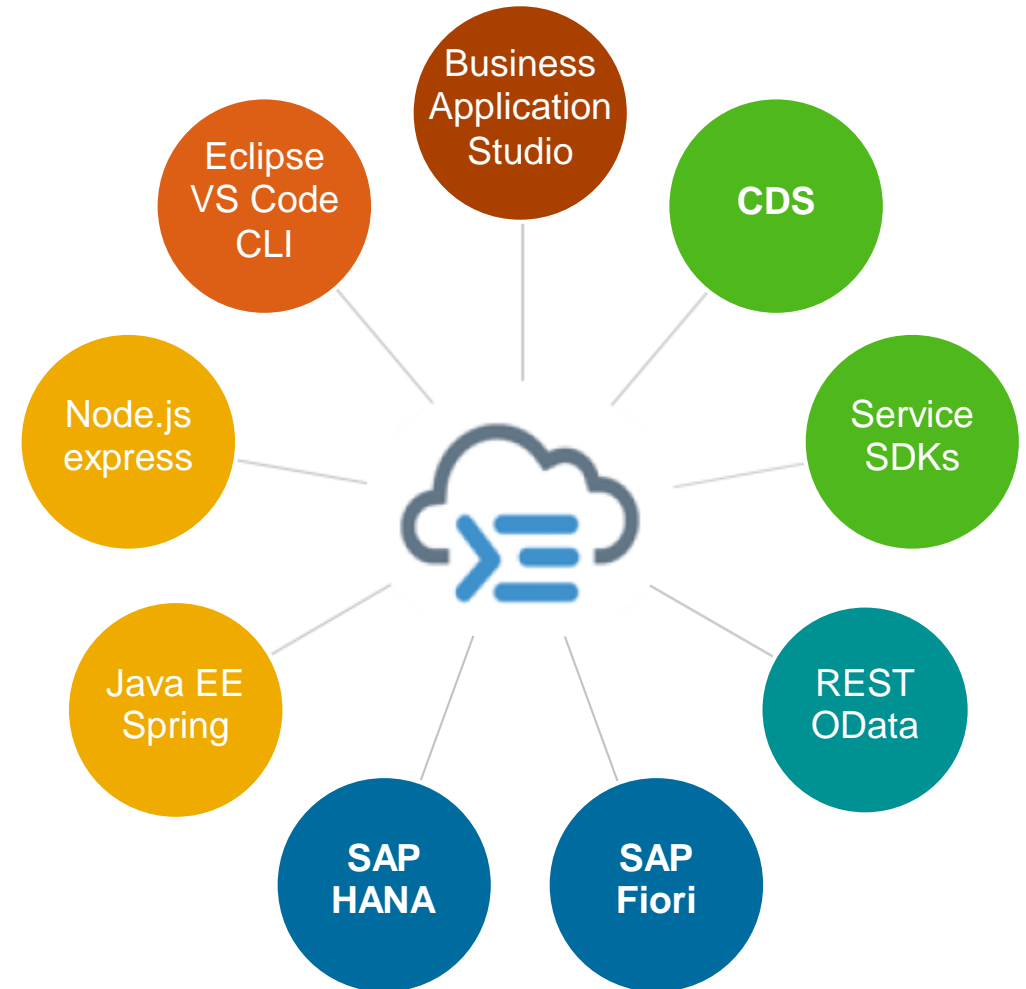 Business
Application
Studio
Eclipse
VS Code
CLI
CDS
Node.js
express
Service
SDKs
Java EE
Spring
REST
OData
SAP
HANA
SAP
Fiori